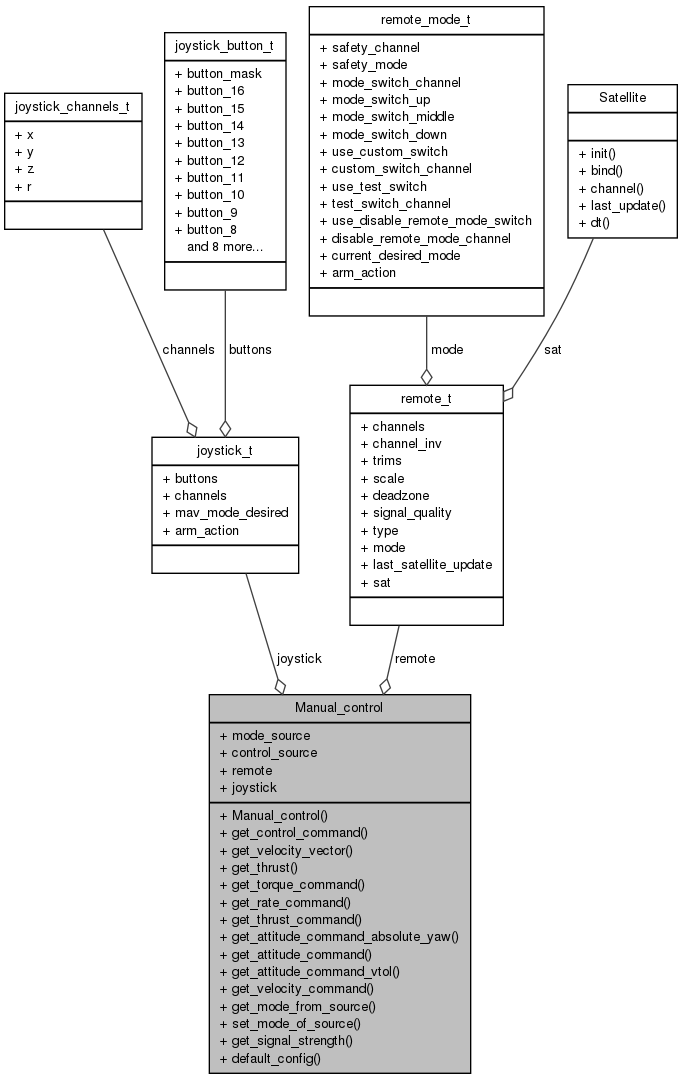 remote_mode_t
+ safety_channel
+ safety_mode
+ mode_switch_channel
+ mode_switch_up
+ mode_switch_middle
+ mode_switch_down
+ use_custom_switch
+ custom_switch_channel
+ use_test_switch
+ test_switch_channel
+ use_disable_remote_mode_switch
+ disable_remote_mode_channel
+ current_desired_mode
+ arm_action
joystick_button_t
+ button_mask
+ button_16
+ button_15
+ button_14
+ button_13
+ button_12
+ button_11
+ button_10
+ button_9
+ button_8
and 8 more...
joystick_channels_t
+ x
+ y
+ z
+ r
Satellite
+ init()
+ bind()
+ channel()
+ last_update()
+ dt()
channels
buttons
mode
sat
joystick_t
+ buttons
+ channels
+ mav_mode_desired
+ arm_action
remote_t
+ channels
+ channel_inv
+ trims
+ scale
+ deadzone
+ signal_quality
+ type
+ mode
+ last_satellite_update
+ sat
joystick
remote
Manual_control
+ mode_source
+ control_source
+ remote
+ joystick
+ Manual_control()
+ get_control_command()
+ get_velocity_vector()
+ get_thrust()
+ get_torque_command()
+ get_rate_command()
+ get_thrust_command()
+ get_attitude_command_absolute_yaw()
+ get_attitude_command()
+ get_attitude_command_vtol()
+ get_velocity_command()
+ get_mode_from_source()
+ set_mode_of_source()
+ get_signal_strength()
+ default_config()